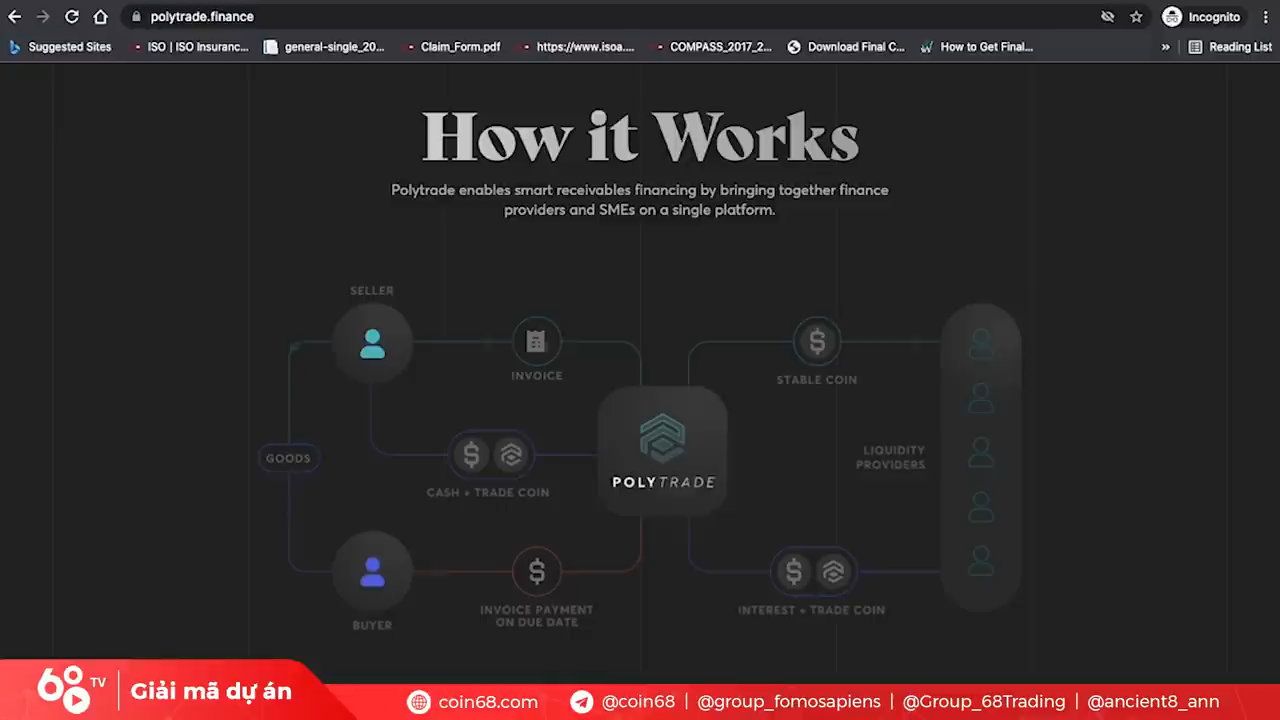 polytrade.finance
Incognito
Suggested Sites
ISO | ISO Insuranc...
general-single_20...
Claim_Form.pdf
https://www.isoa....
COMPASS_2017_2...
Download Final C...
How to Get Final...
»
Reading List
How it Works
Polytrade enables smart receivables financing by bringing together finance
providers and SMEs on a single platform.
SELLER
INVOICE
STABLE COIN
GOODS
CASH + TRADE COIN
POLYTRADE
LIQUIDITY
PROVIDERS
INVOICE PAYMENT
ON DUE DATE
INTEREST + TRADE COIN
BUYER
68 TV
Giải mã dự án
coin68.com
@coin68 | @group_fomosapiens | @Group_68Trading | @ancient8_ann